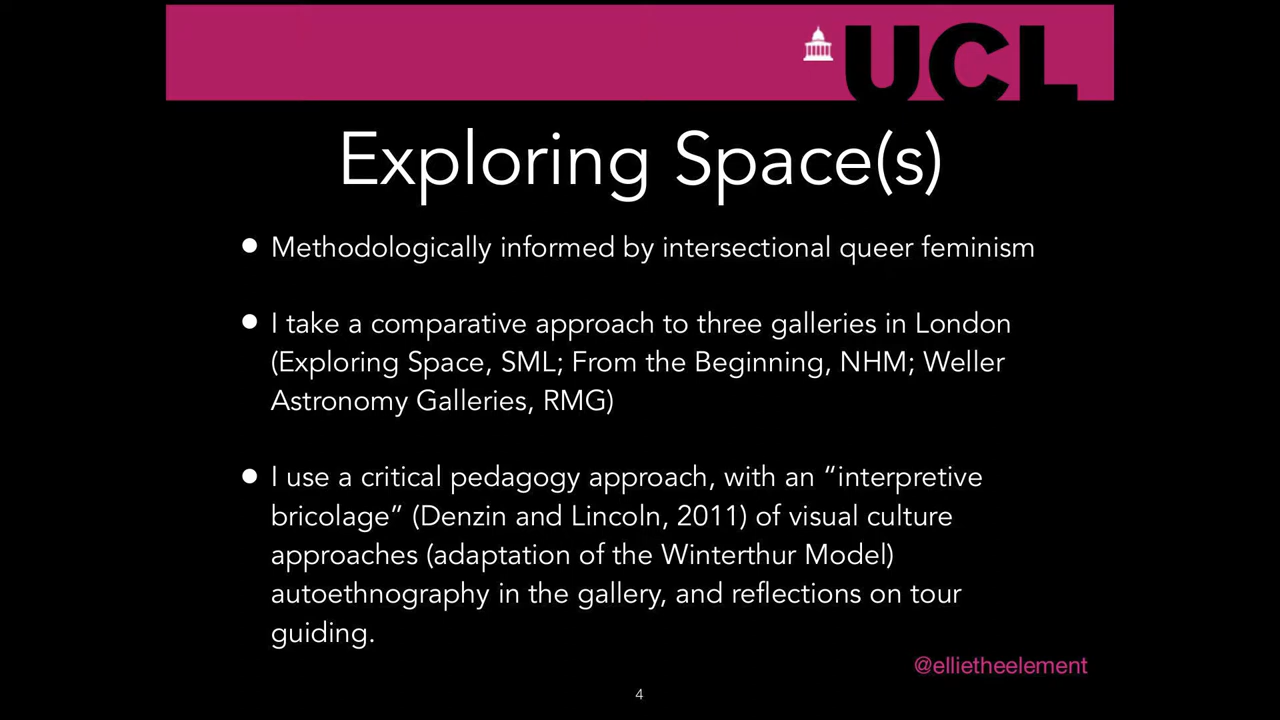 UCL
Exploring Space(s)
• Methodologically informed by intersectional queer feminism
• I take a comparative approach to three galleries in London
(Exploring Space, SML; From the Beginning, NHM; Weller
Astronomy Galleries, RMG)
• I use a critical pedagogy approach, with an “interpretive
bricolage” (Denzin and Lincoln, 2011) of visual culture
approaches (adaptation of the Winterthur Model)
autoethnography in the gallery, and reflections on tour
guiding.
@ellietheelement
4